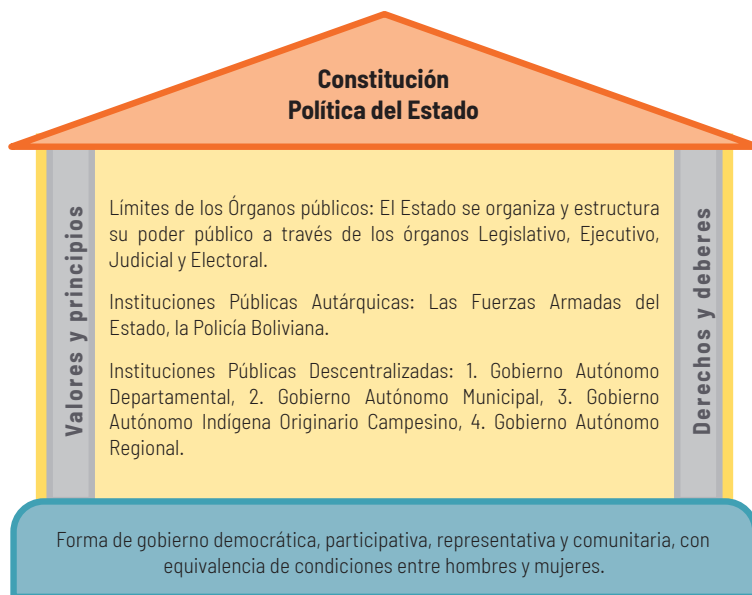 Constitución
Política del Estado
Valores y principios
Límites de los Órganos públicos: El Estado se organiza y estructura
su poder público a través de los órganos Legislativo, Ejecutivo,
Judicial y Electoral.
Instituciones Públicas Autárquicas: Las Fuerzas Armadas del
Estado, la Policía Boliviana.
Instituciones Públicas Descentralizadas: 1. Gobierno Autónomo
Departamental, 2. Gobierno Autónomo Municipal, 3. Gobierno
Autónomo Indígena Originario Campesino, 4. Gobierno Autónomo
Regional.
Derechos y deberes
Forma de gobierno democrática, participativa, representativa y comunitaria, con
equivalencia de condiciones entre hombres y mujeres.